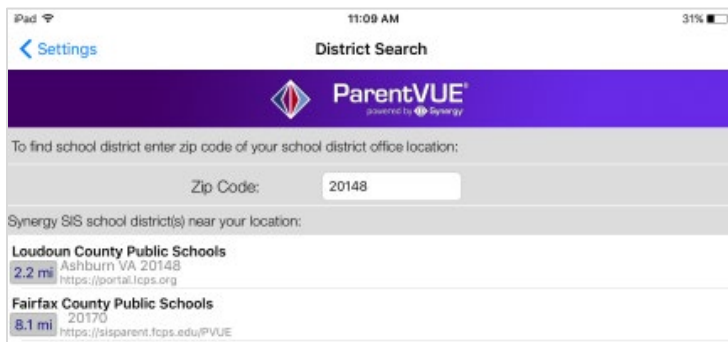 iPad 11:09 AM 31%
Settings District Search
ParentVUE®
powered by Synergy
To find school district enter zip code of your school district office location:
Zip Code: 20148
Synergy SIS school district(s) near your location:
Loudoun County Public Schools
2.2 mi Ashburn VA 20148
https://portal.lcps.org
Fairfax County Public Schools
8.1 mi 20170
https://sisparent.fcps.edu/PVUE